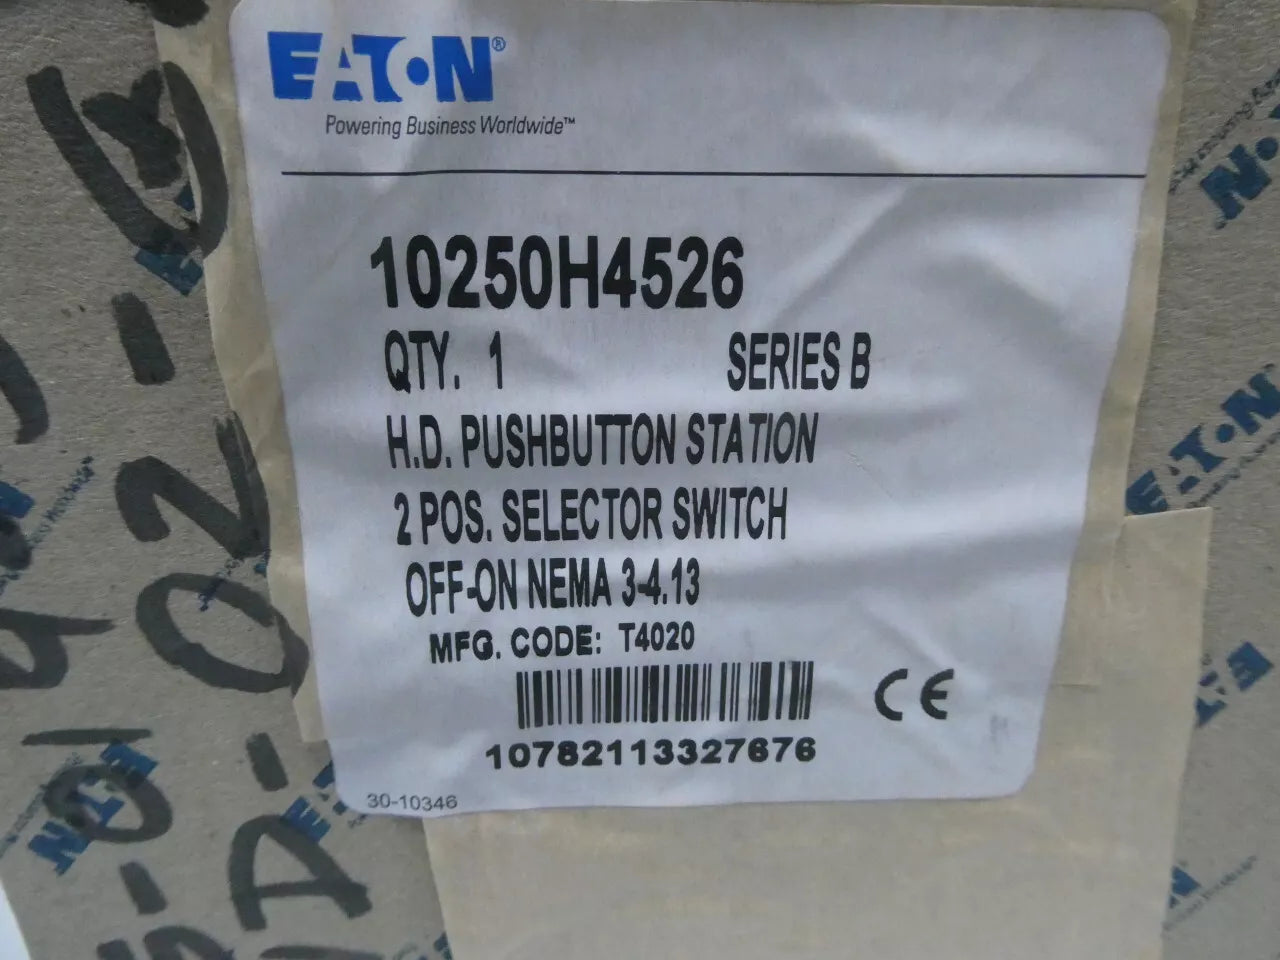 EATON®
Powering Business Worldwide™
10250H4526
QTY. 1 SERIES B
H.D. PUSHBUTTON STATION
2 POS. SELECTOR SWITCH
OFF-ON NEMA 3-4.13
MFG. CODE: T4020
CE
10782113327676
30-10346
EATON